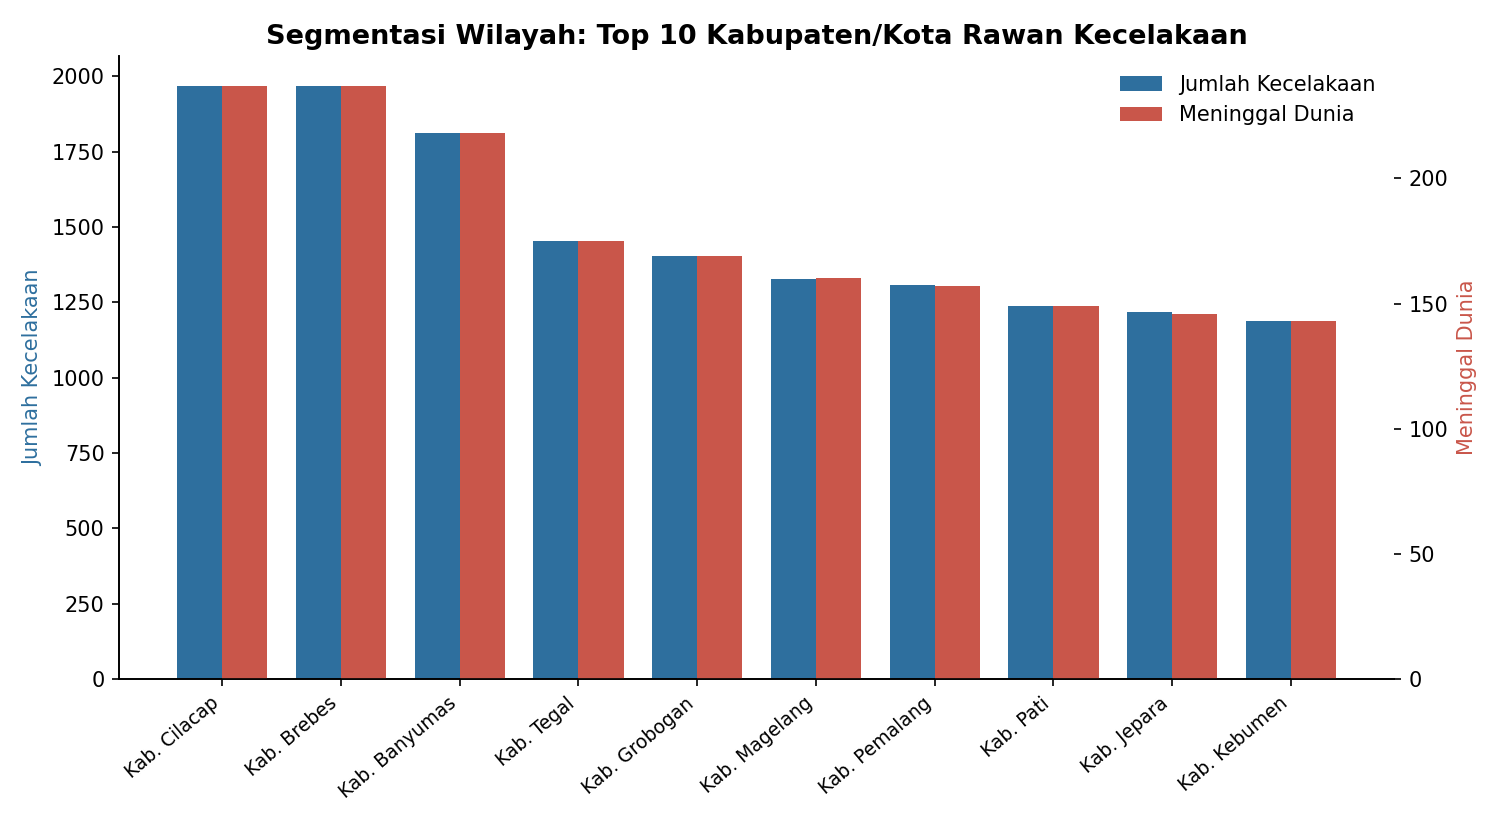 Segmentasi Wilayah: Top 10 Kabupaten/Kota Rawan Kecelakaan
Jumlah Kecelakaan
Meninggal Dunia
2000
1750
1500
1250
1000
750
500
250
0
Jumlah Kecelakaan
200
150
100
50
0
Meninggal Dunia
Kab. Cilacap
Kab. Brebes
Kab. Banyumas
Kab. Tegal
Kab. Grobogan
Kab. Magelang
Kab. Pemalang
Kab. Pati
Kab. Jepara
Kab. Kebumen